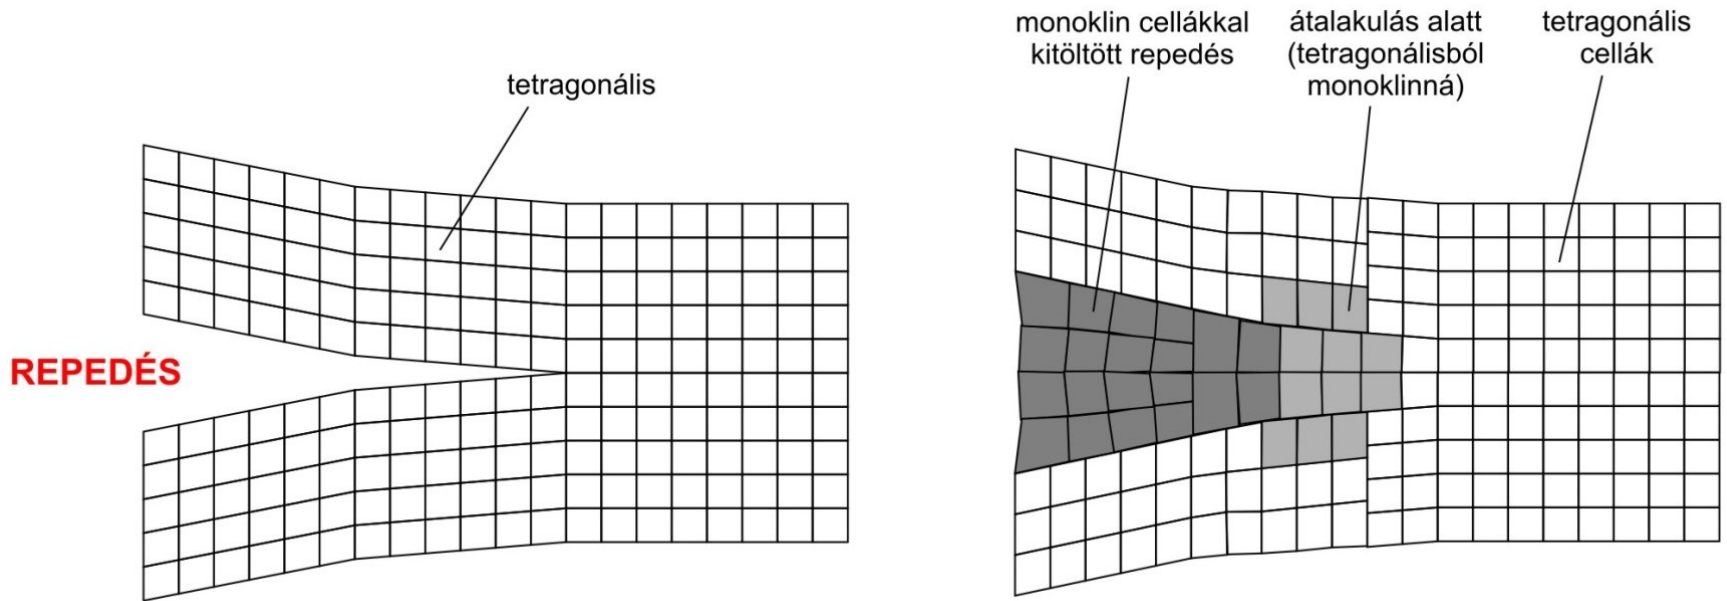 tetragonális
REPEDÉS
monoklin cellákkal
kitöltött repedés
átalakulás alatt
(tetragonálisból
monoklinná)
tetragonális
cellák